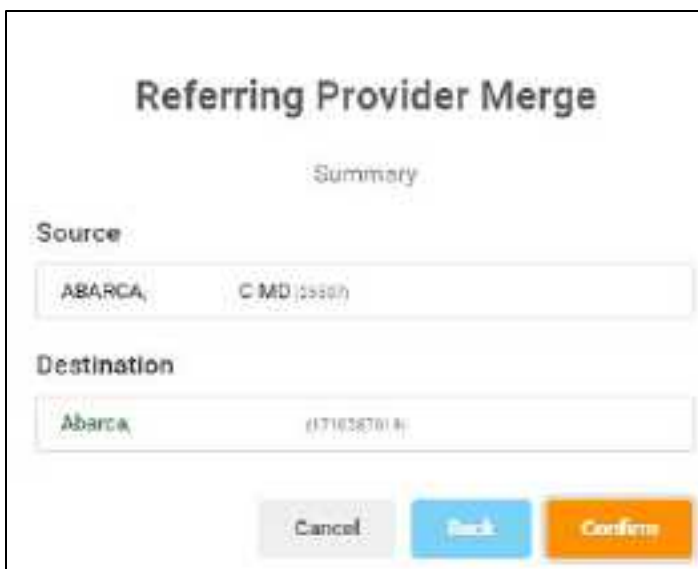 Referring Provider Merge
Summary
Source
ABARCA, C MD
Destination
Abarca,
Cancel Back Confirm